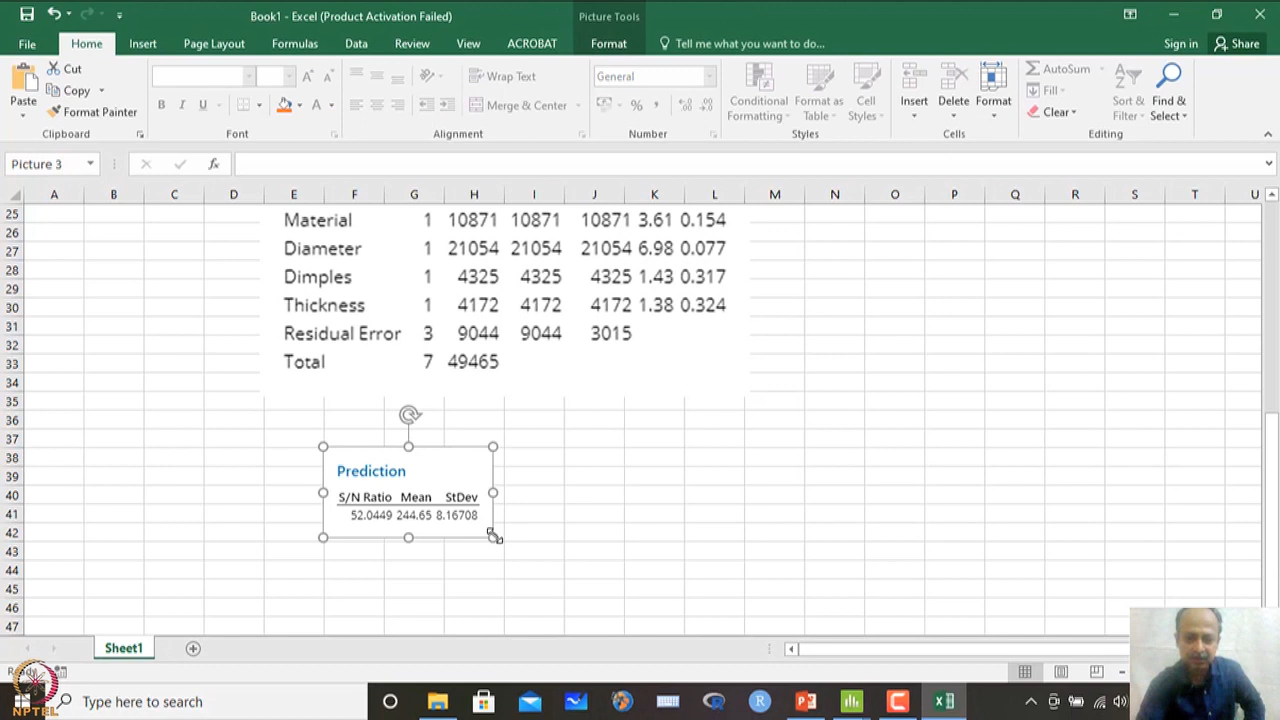 Book1 - Excel (Product Activation Failed)
Picture Tools
File
Home
Insert
Page Layout
Formulas
Data
Review
View
ACROBAT
Format
Tell me what you want to do...
Sign in
Share
Paste
Cut
Copy
Format Painter
Clipboard
B I U
A
Font
Wrap Text
Merge & Center
Alignment
General
%
Number
Conditional Formatting
Format as Table
Cell Styles
Styles
Insert
Delete
Format
Cells
AutoSum
Fill
Clear
Sort & Filter
Find & Select
Editing
Picture 3
fx
A B C D E F G H I J K L M N O P Q R S T U
25
26
27
28
29
30
31
32
33
34
35
36
37
38
39
40
41
42
43
44
45
46
47
Material 1 10871 10871 10871 3.61 0.154
Diameter 1 21054 21054 21054 6.98 0.077
Dimples 1 4325 4325 4325 1.43 0.317
Thickness 1 4172 4172 4172 1.38 0.324
Residual Error 3 9044 9044 3015
Total 7 49465
Prediction
S/N Ratio Mean StDev
52.0449 244.65 8.16708
Sheet1
NPTEL
Type here to search